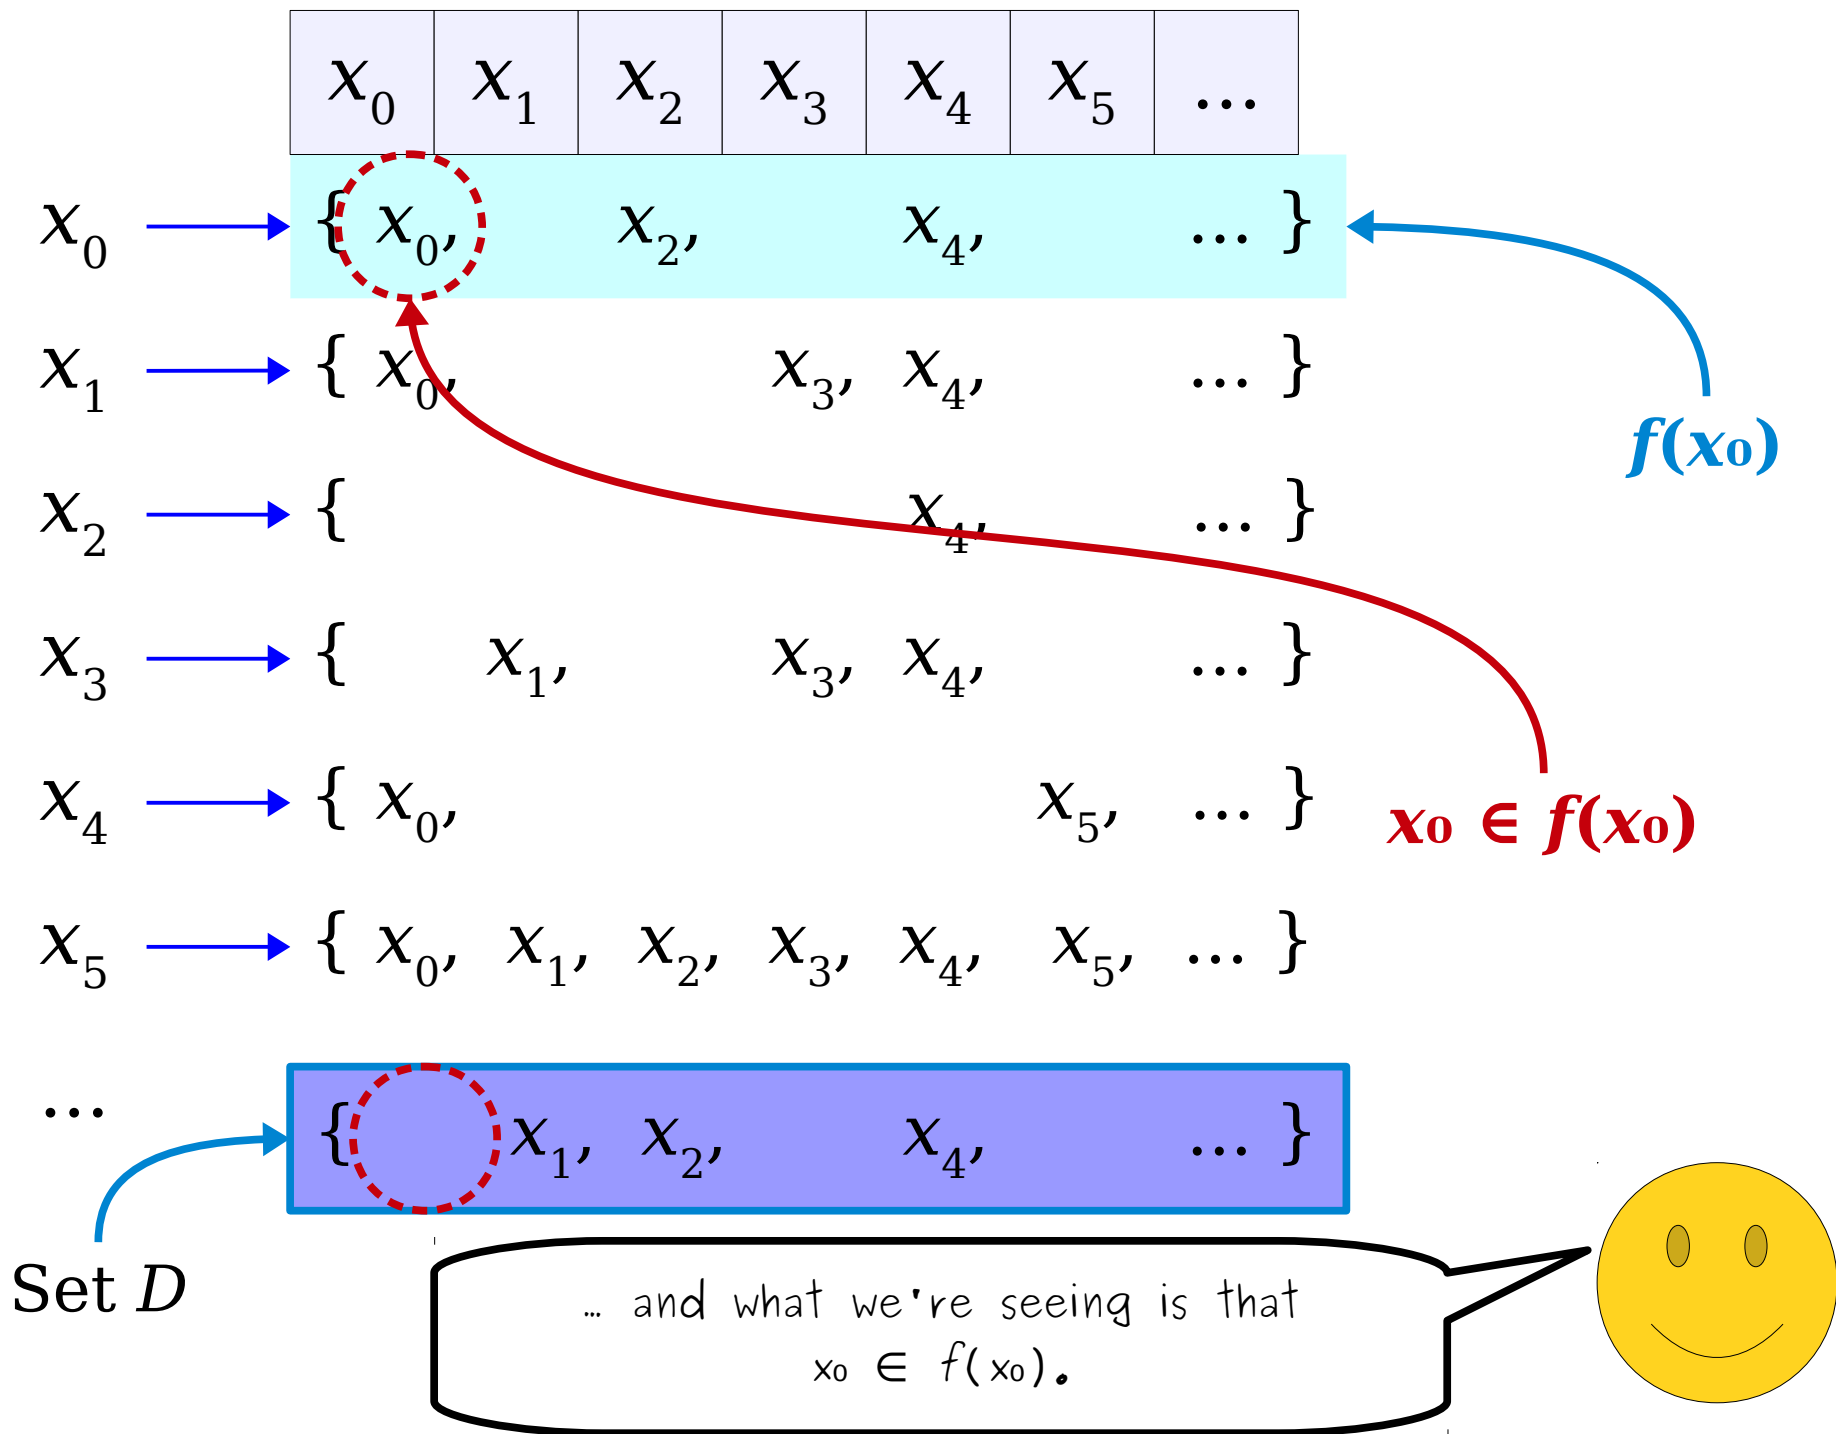 x₀ x₁ x₂ x₃ x₄ x₅ ...
x₀ { x₀, x₂, x₄, ... }
x₁ { x₀, x₃, x₄, ... }
f(x₀)
x₂ { x₄, ... }
x₃ { x₁, x₃, x₄, ... }
x₄ { x₀, x₅, ... }
x₀ ∈ f(x₀)
x₅ { x₀, x₁, x₂, x₃, x₄, x₅, ... }
...
{ x₁, x₂, x₄, ... }
Set D
... and what we're seeing is that
x₀ ∈ f(x₀).